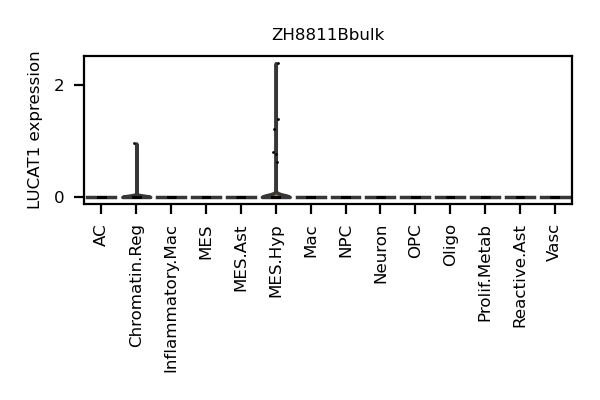 ZH8811Bbulk
LUCAT1 expression
2
0
AC
Chromatin.Reg
Inflammatory.Mac
MES
MES.Ast
MES.Hyp
Mac
NPC
Neuron
OPC
Oligo
Prolif.Metab
Reactive.Ast
Vasc